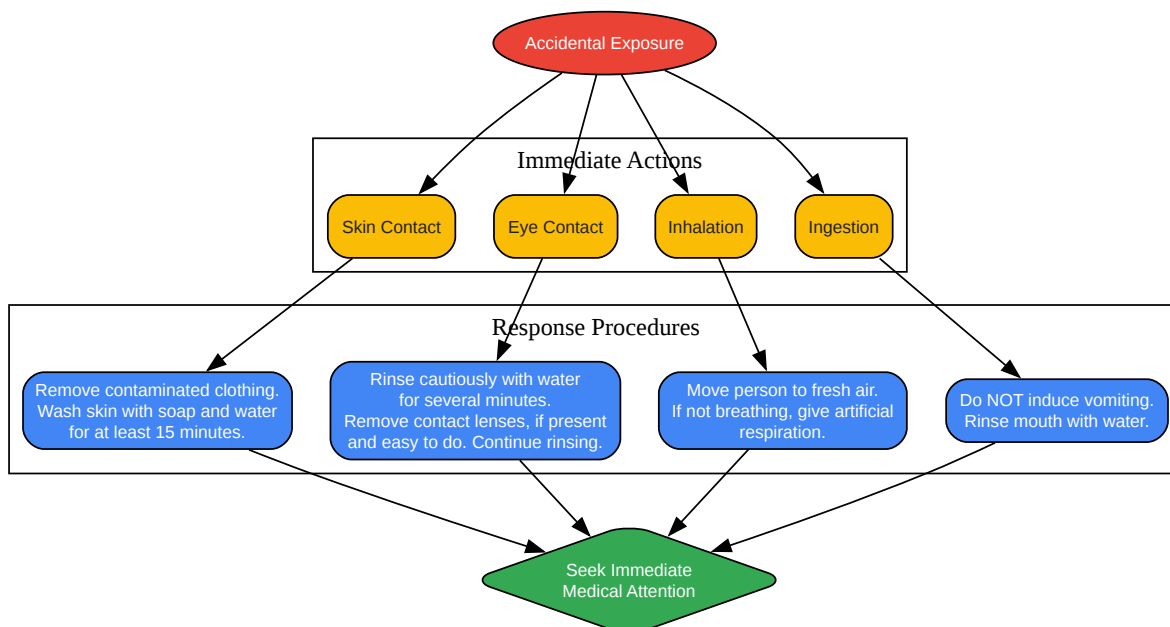 Accidental Exposure
Immediate Actions
Skin Contact
Eye Contact
Inhalation
Ingestion
Response Procedures
Remove contaminated clothing.
Wash skin with soap and water
for at least 15 minutes.
Rinse cautiously with water
for several minutes.
Remove contact lenses, if present
and easy to do. Continue rinsing.
Move person to fresh air.
If not breathing, give artificial
respiration.
Do NOT induce vomiting.
Rinse mouth with water.
Seek Immediate
Medical Attention